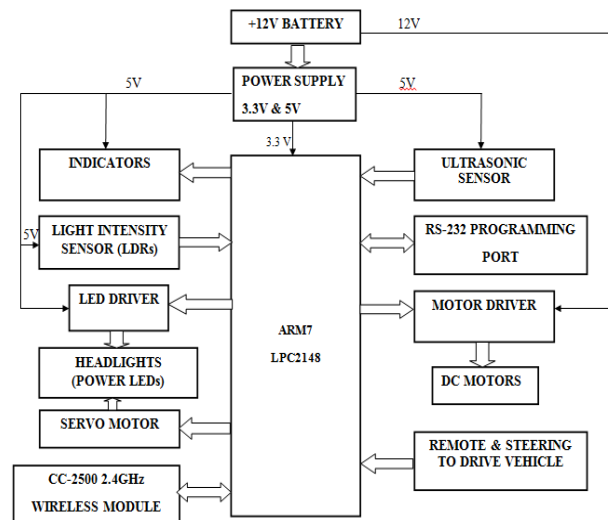 +12V BATTERY
12V
POWER SUPPLY
3.3V & 5V
5V
5V
3.3 V
INDICATORS
ULTRASONIC
SENSOR
5V
LIGHT INTENSITY
SENSOR (LDRs)
RS-232 PROGRAMMING
PORT
LED DRIVER
MOTOR DRIVER
ARM7
LPC2148
HEADLIGHTS
(POWER LEDs)
DC MOTORS
SERVO MOTOR
REMOTE & STEERING
TO DRIVE VEHICLE
CC-2500 2.4GHz
WIRELESS MODULE